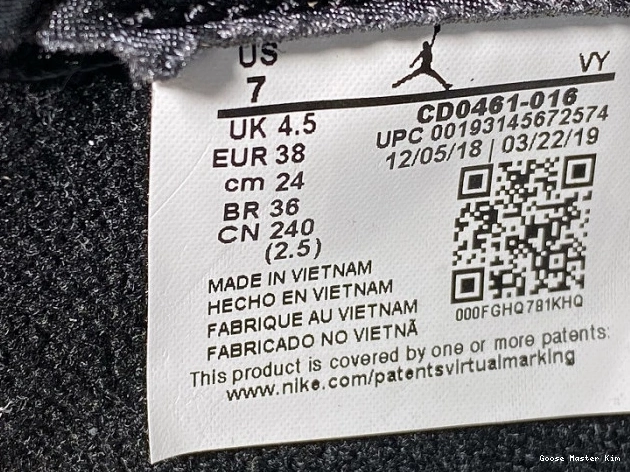 US
7
VY
UK 4.5
EUR 38
cm 24
BR 36
CN 240
(2.5)
CD0461-016
UPC 00193145672574
12/05/18 | 03/22/19
000FGHQ781KHQ
MADE IN VIETNAM
HECHO EN VIETNAM
FABRIQUE AU VIETNAM
FABRICADO NO VIETNÃ
This product is covered by one or more patents:
www.nike.com/patentsvirtualmarking
Goose Master Kim